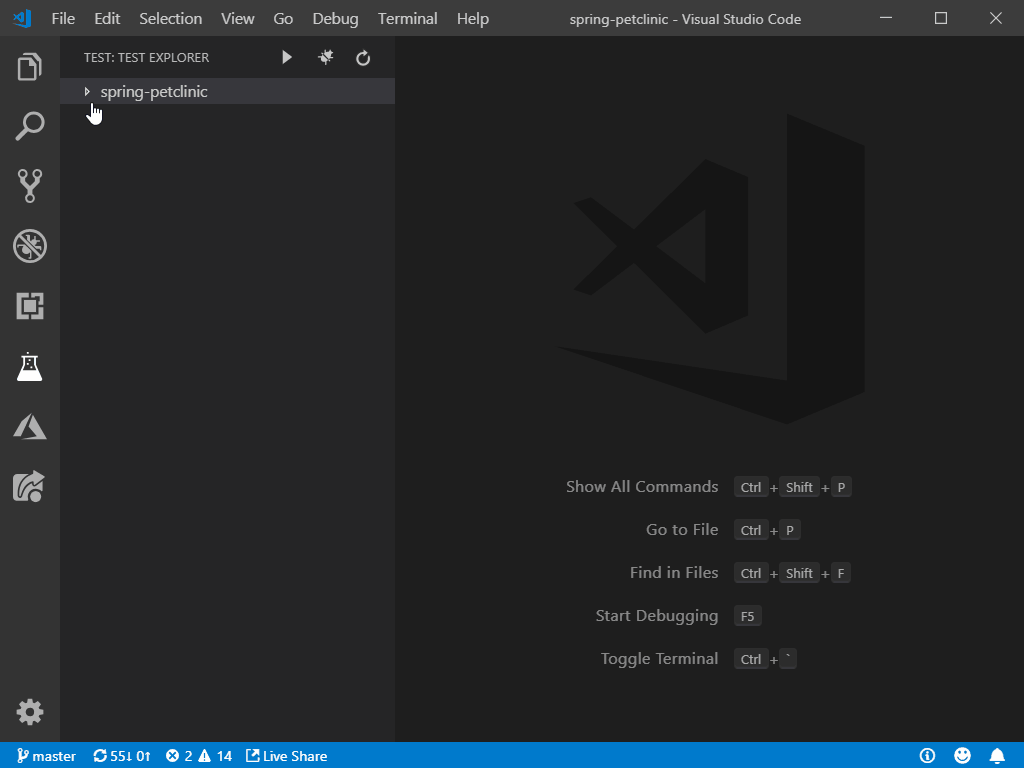 File Edit Selection View Go Debug Terminal Help spring-petclinic - Visual Studio Code
TEST: TEST EXPLORER
spring-petclinic
Show All Commands Ctrl + Shift + P
Go to File Ctrl + P
Find in Files Ctrl + Shift + F
Start Debugging F5
Toggle Terminal Ctrl + `
master 55↓ 0↑ 2 14 Live Share